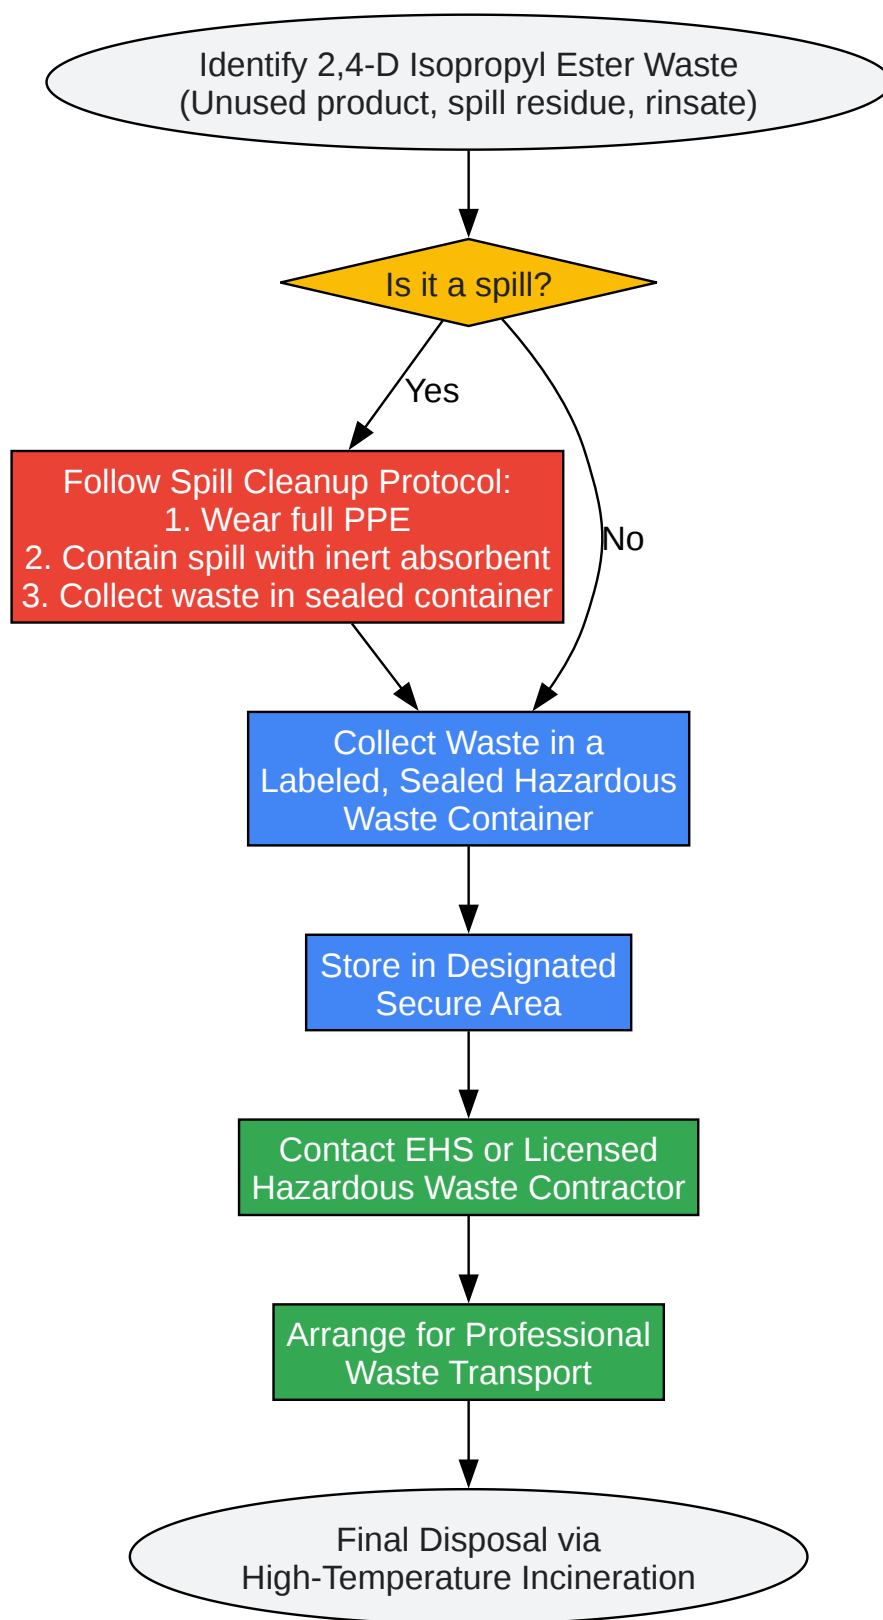 Identify 2,4-D Isopropyl Ester Waste
(Unused product, spill residue, rinsate)
Is it a spill?
Yes
Follow Spill Cleanup Protocol:
1. Wear full PPE
2. Contain spill with inert absorbent
3. Collect waste in sealed container
No
Collect Waste in a
Labeled, Sealed Hazardous
Waste Container
Store in Designated
Secure Area
Contact EHS or Licensed
Hazardous Waste Contractor
Arrange for Professional
Waste Transport
Final Disposal via
High-Temperature Incineration